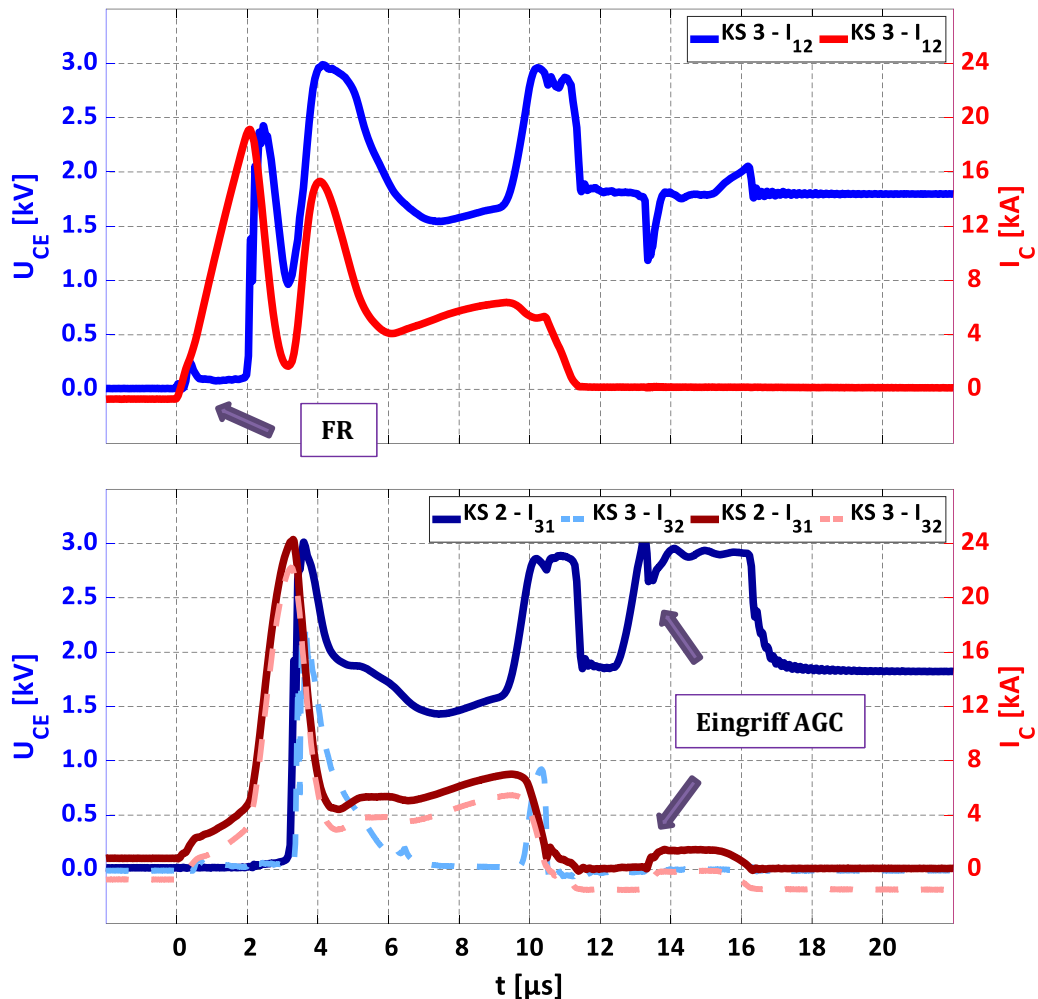 KS 3 - I12 KS 3 - I12
3.0
2.5
2.0
1.5
1.0
0.5
0.0
UCE [kV]
24
20
16
12
8
4
0
IC [kA]
FR
KS 2 - I31 KS 3 - I32 KS 2 - I31 KS 3 - I32
3.0
2.5
2.0
1.5
1.0
0.5
0.0
UCE [kV]
24
20
16
12
8
4
0
IC [kA]
Eingriff AGC
0 2 4 6 8 10 12 14 16 18 20
t [µs]